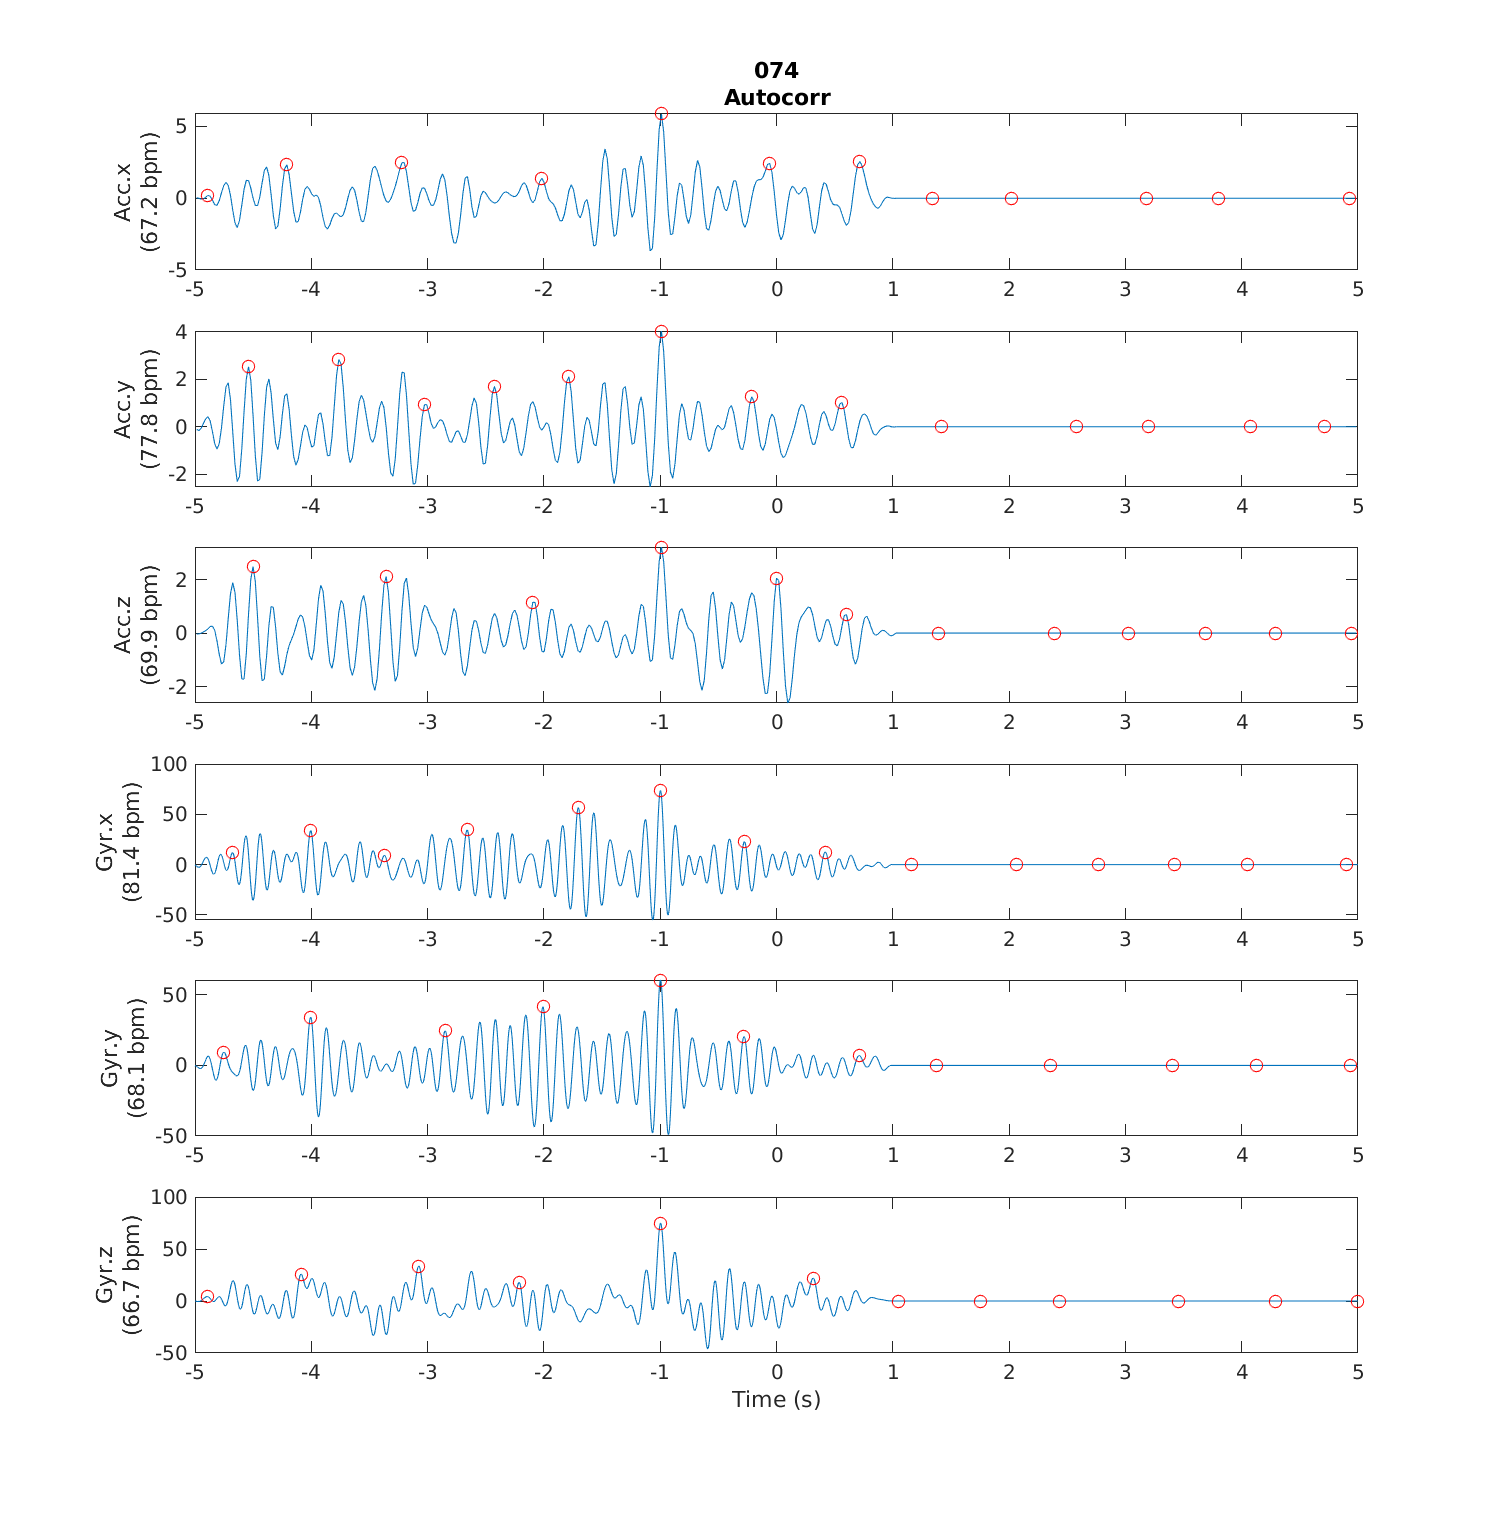 074
Autocorr
Acc.x
(67.2 bpm)
5
0
-5
-5 -4 -3 -2 -1 0 1 2 3 4 5
Acc.y
(77.8 bpm)
4
2
0
-2
-5 -4 -3 -2 -1 0 1 2 3 4 5
Acc.z
(69.9 bpm)
2
0
-2
-5 -4 -3 -2 -1 0 1 2 3 4 5
Gyr.x
(81.4 bpm)
100
50
0
-50
-5 -4 -3 -2 -1 0 1 2 3 4 5
Gyr.y
(68.1 bpm)
50
0
-50
-5 -4 -3 -2 -1 0 1 2 3 4 5
Gyr.z
(66.7 bpm)
100
50
0
-50
-5 -4 -3 -2 -1 0 1 2 3 4 5
Time (s)